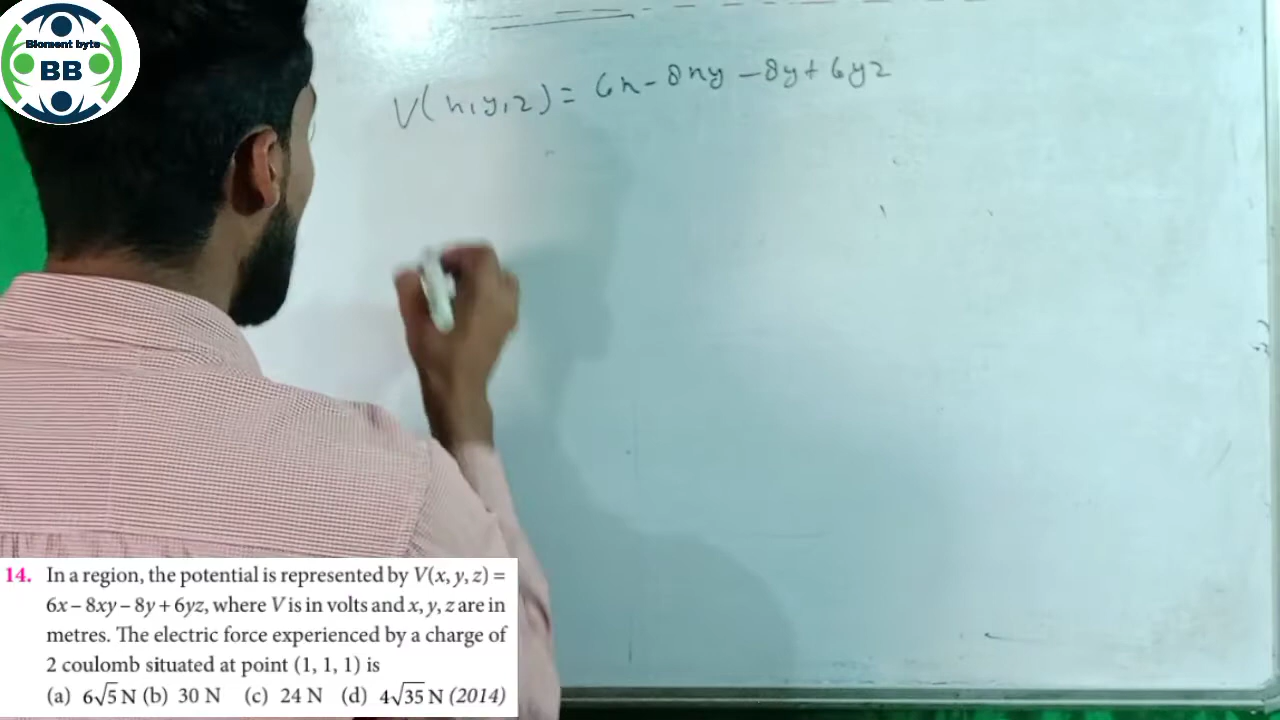 Bioment byte
BB
V(x,y,z) = 6x - 8xy - 8y + 6yz
14. In a region, the potential is represented by V(x, y, z) =
6x – 8xy – 8y + 6yz, where V is in volts and x, y, z are in
metres. The electric force experienced by a charge of
2 coulomb situated at point (1, 1, 1) is
(a) 6√5 N (b) 30 N (c) 24 N (d) 4√35 N (2014)